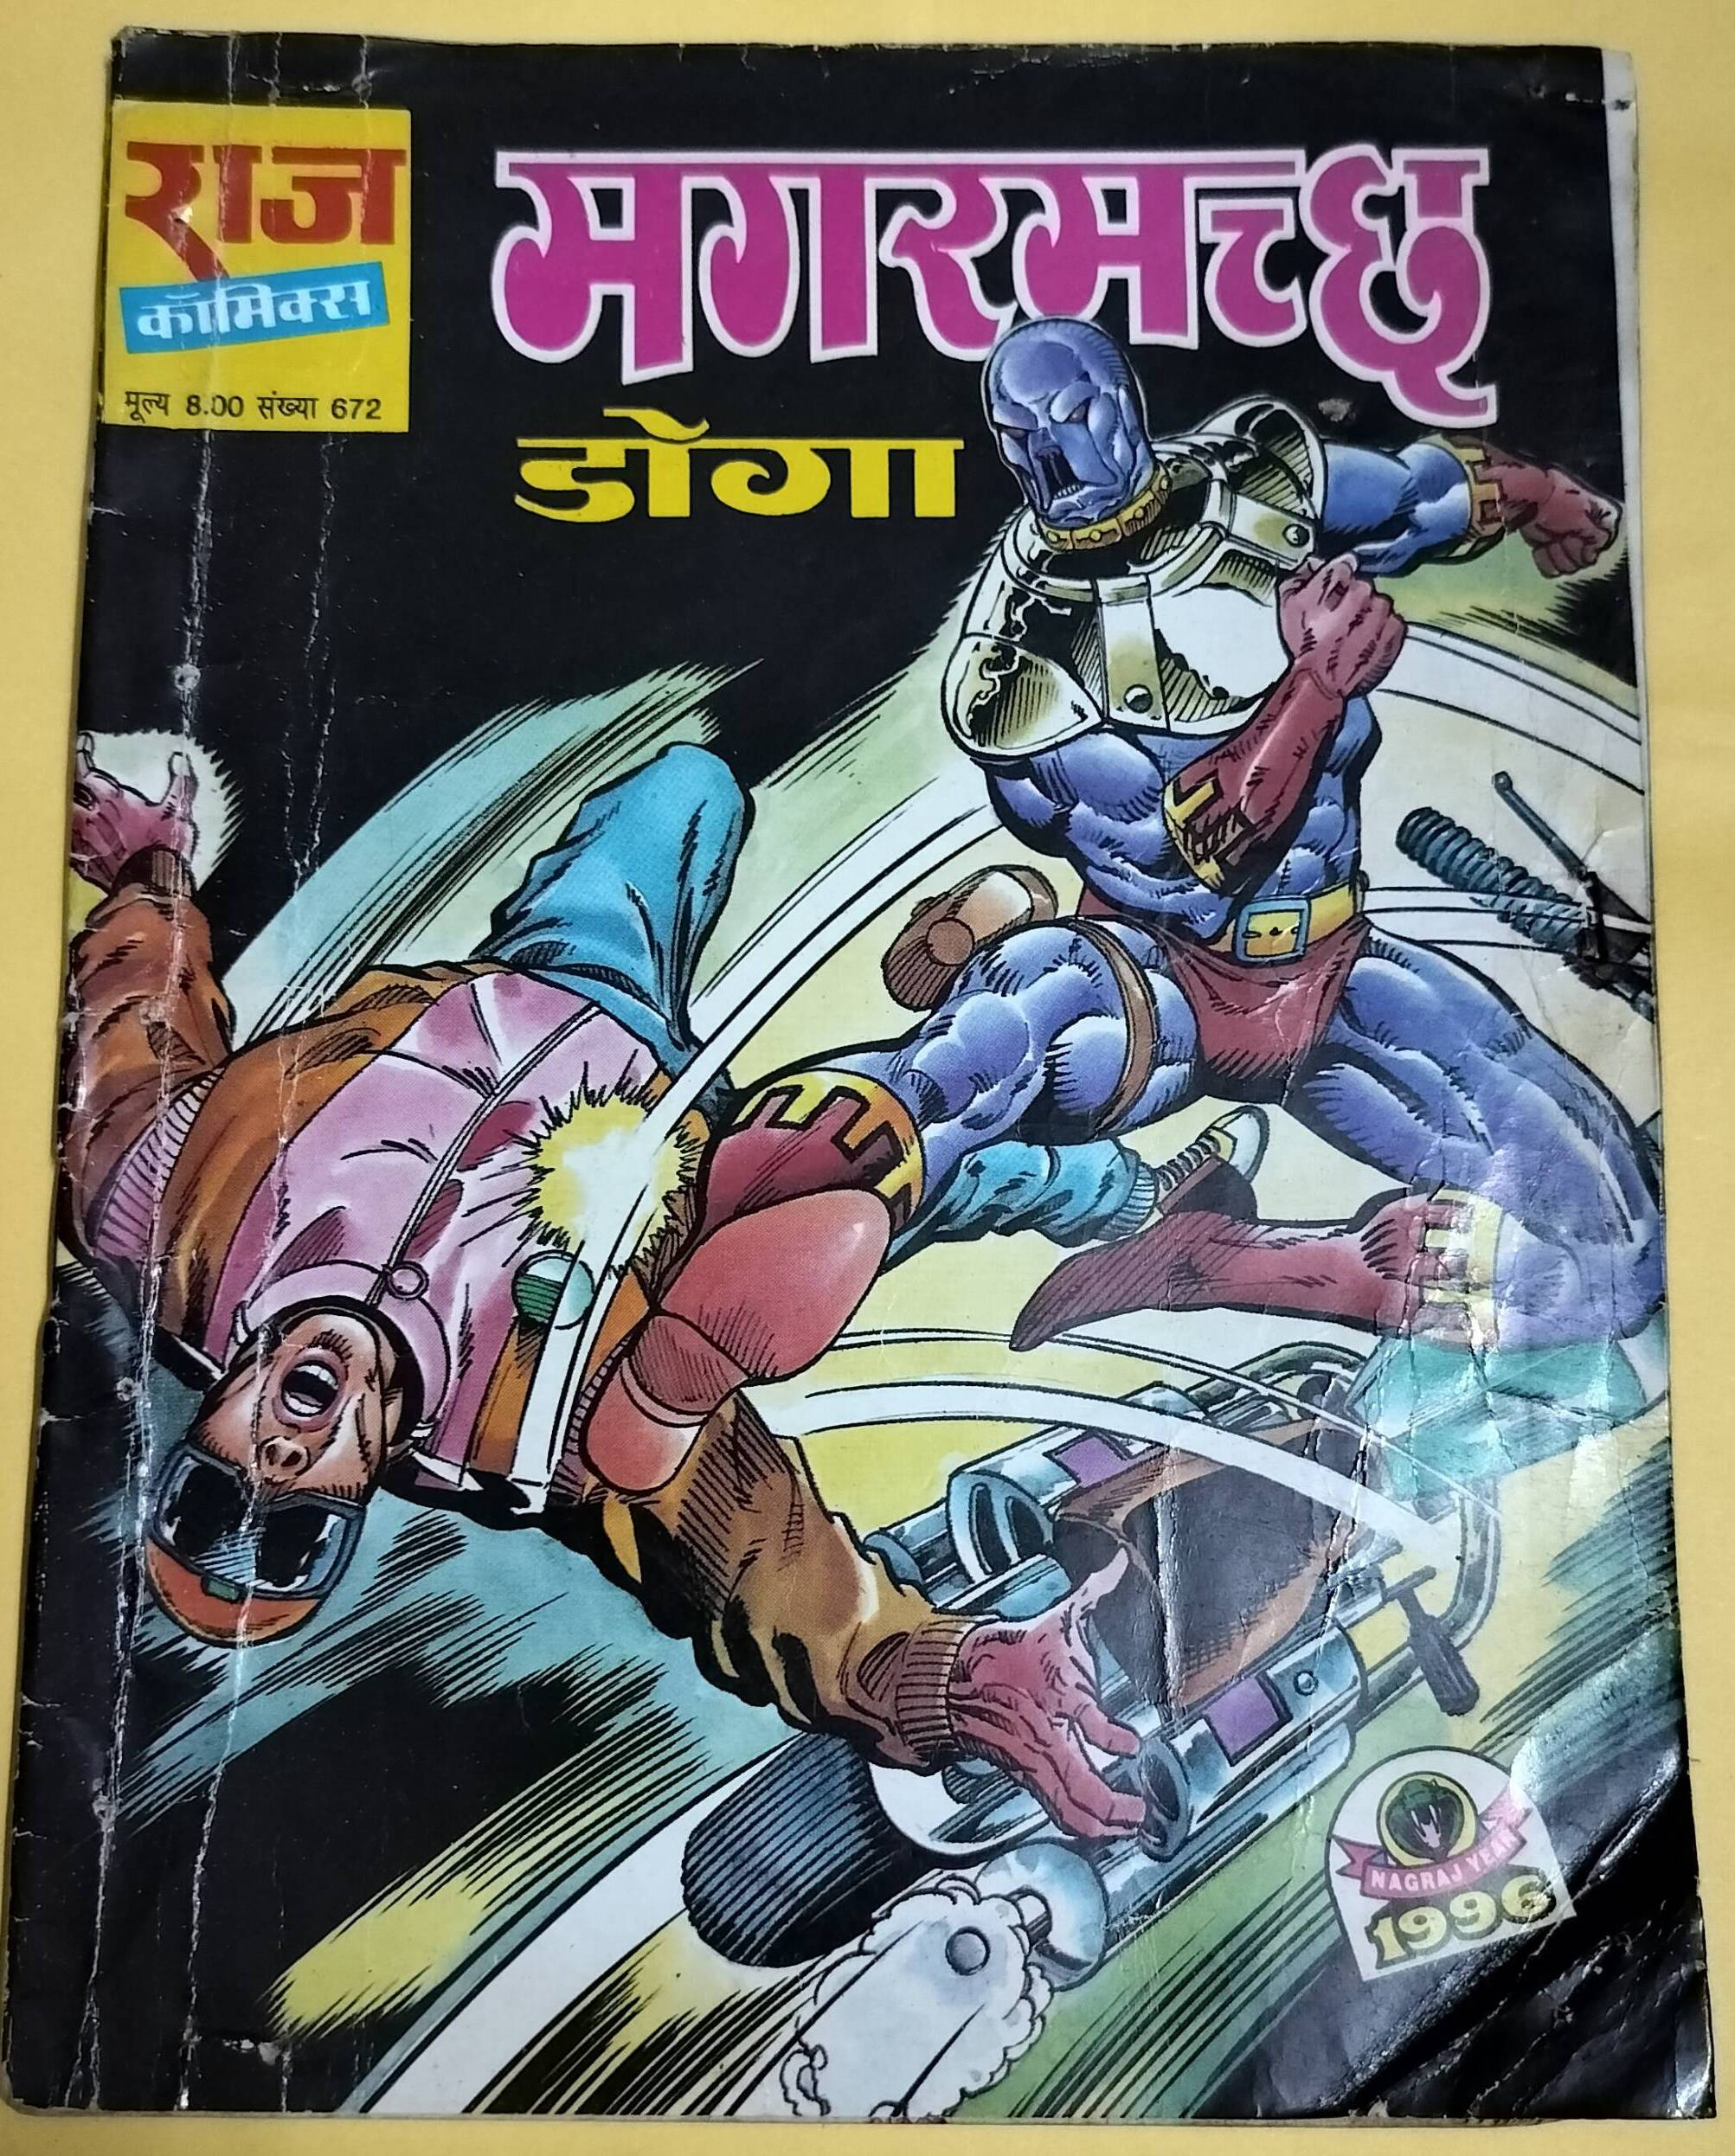 राज
कॉमिक्स
मूल्य 8.00 संख्या 672
मगरमच्छ
डोगा
NAGRAJ YEAR
1996